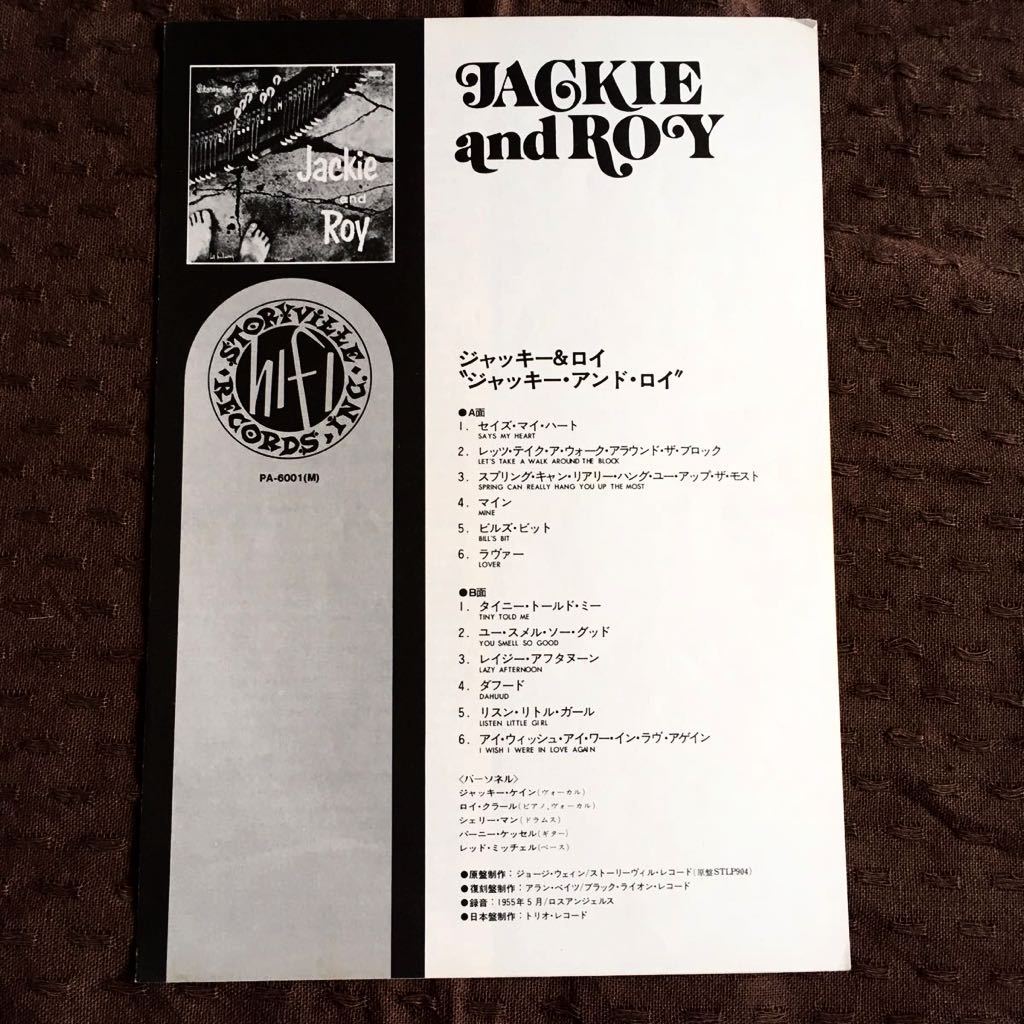 Jackie
and
Roy
STORYVILLE
hi-fi
RECORDS, INC.
PA-6001(M)
JACKIE
and ROY
ジャッキー&ロイ
〝ジャッキー・アンド・ロイ〟
●A面
1. セイズ・マイ・ハート
SAYS MY HEART
2. レッツ・テイク・ア・ウォーク・アラウンド・ザ・ブロック
LET'S TAKE A WALK AROUND THE BLOCK
3. スプリング・キャン・リアリー・ハング・ユー・アップ・ザ・モスト
SPRING CAN REALLY HANG YOU UP THE MOST
4. マイン
MINE
5. ビルズ・ビット
BILL'S BIT
6. ラヴァー
LOVER
●B面
1. タイニー・トールド・ミー
TINY TOLD ME
2. ユー・スメル・ソー・グッド
YOU SMELL SO GOOD
3. レイジー・アフタヌーン
LAZY AFTERNOON
4. ダフード
DAHUUD
5. リスン・リトル・ガール
LISTEN LITTLE GIRL
6. アイ・ウィッシュ・アイ・ワー・イン・ラヴ・アゲイン
I WISH I WERE IN LOVE AGAIN
〈パーソネル〉
ジャッキー・ケイン(ヴォーカル)
ロイ・クラール(ピアノ,ヴォーカル)
シェリー・マン(ドラムス)
バーニー・ケッセル(ギター)
レッド・ミッチェル(ベース)
●原盤制作:ジョージ・ウェィン/ストーリーヴィル・レコード(原盤STLP904)
●復刻盤制作:アラン・ベイツ/ブラック・ライオン・レコード
●録音:1955年5月/ロスアンジェルス
●日本盤制作:トリオ・レコード